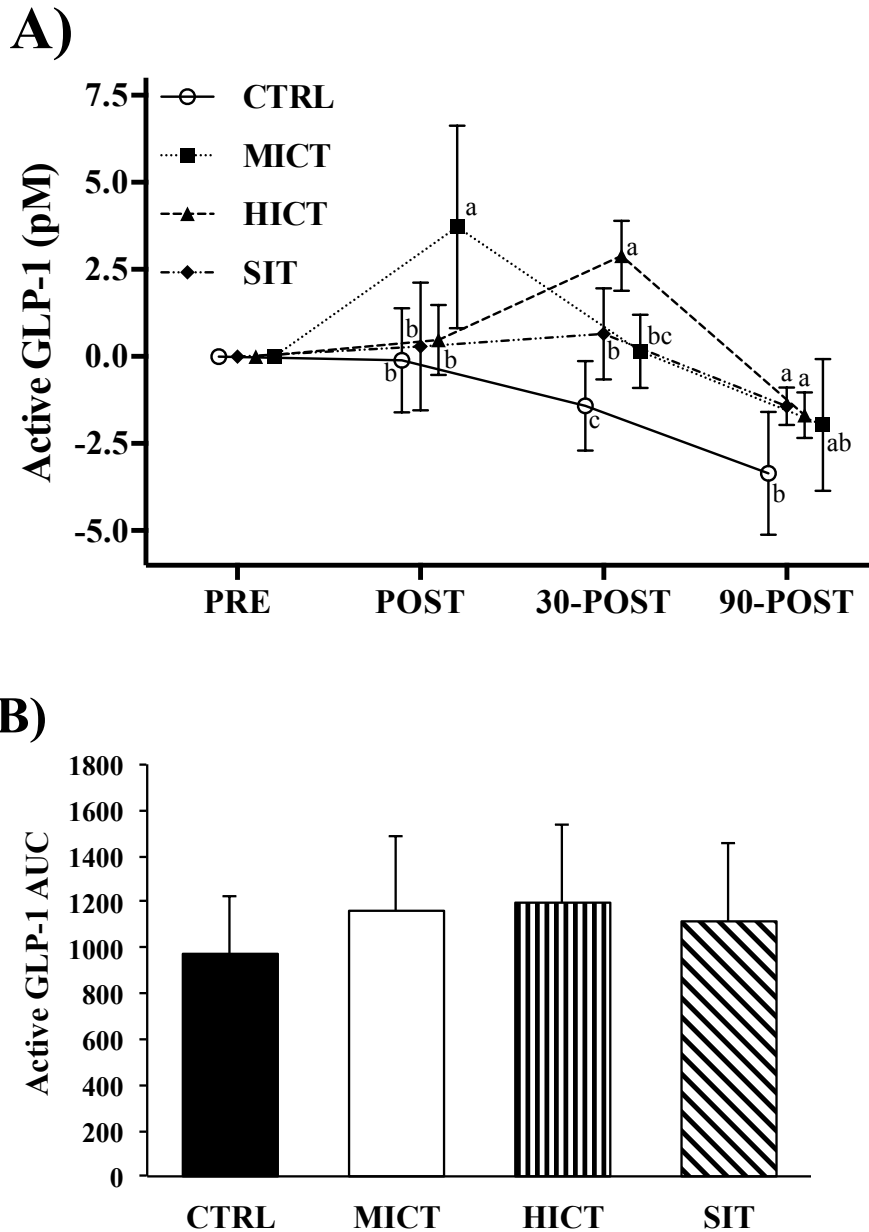 A)
Active GLP-1 (pM)
7.5
5.0
2.5
0.0
-2.5
-5.0
CTRL
MICT
HICT
SIT
a
b
b
b
a
bc
b
c
a a
ab
b
PRE POST 30-POST 90-POST
B)
Active GLP-1 AUC
1800
1600
1400
1200
1000
800
600
400
200
0
CTRL MICT HICT SIT